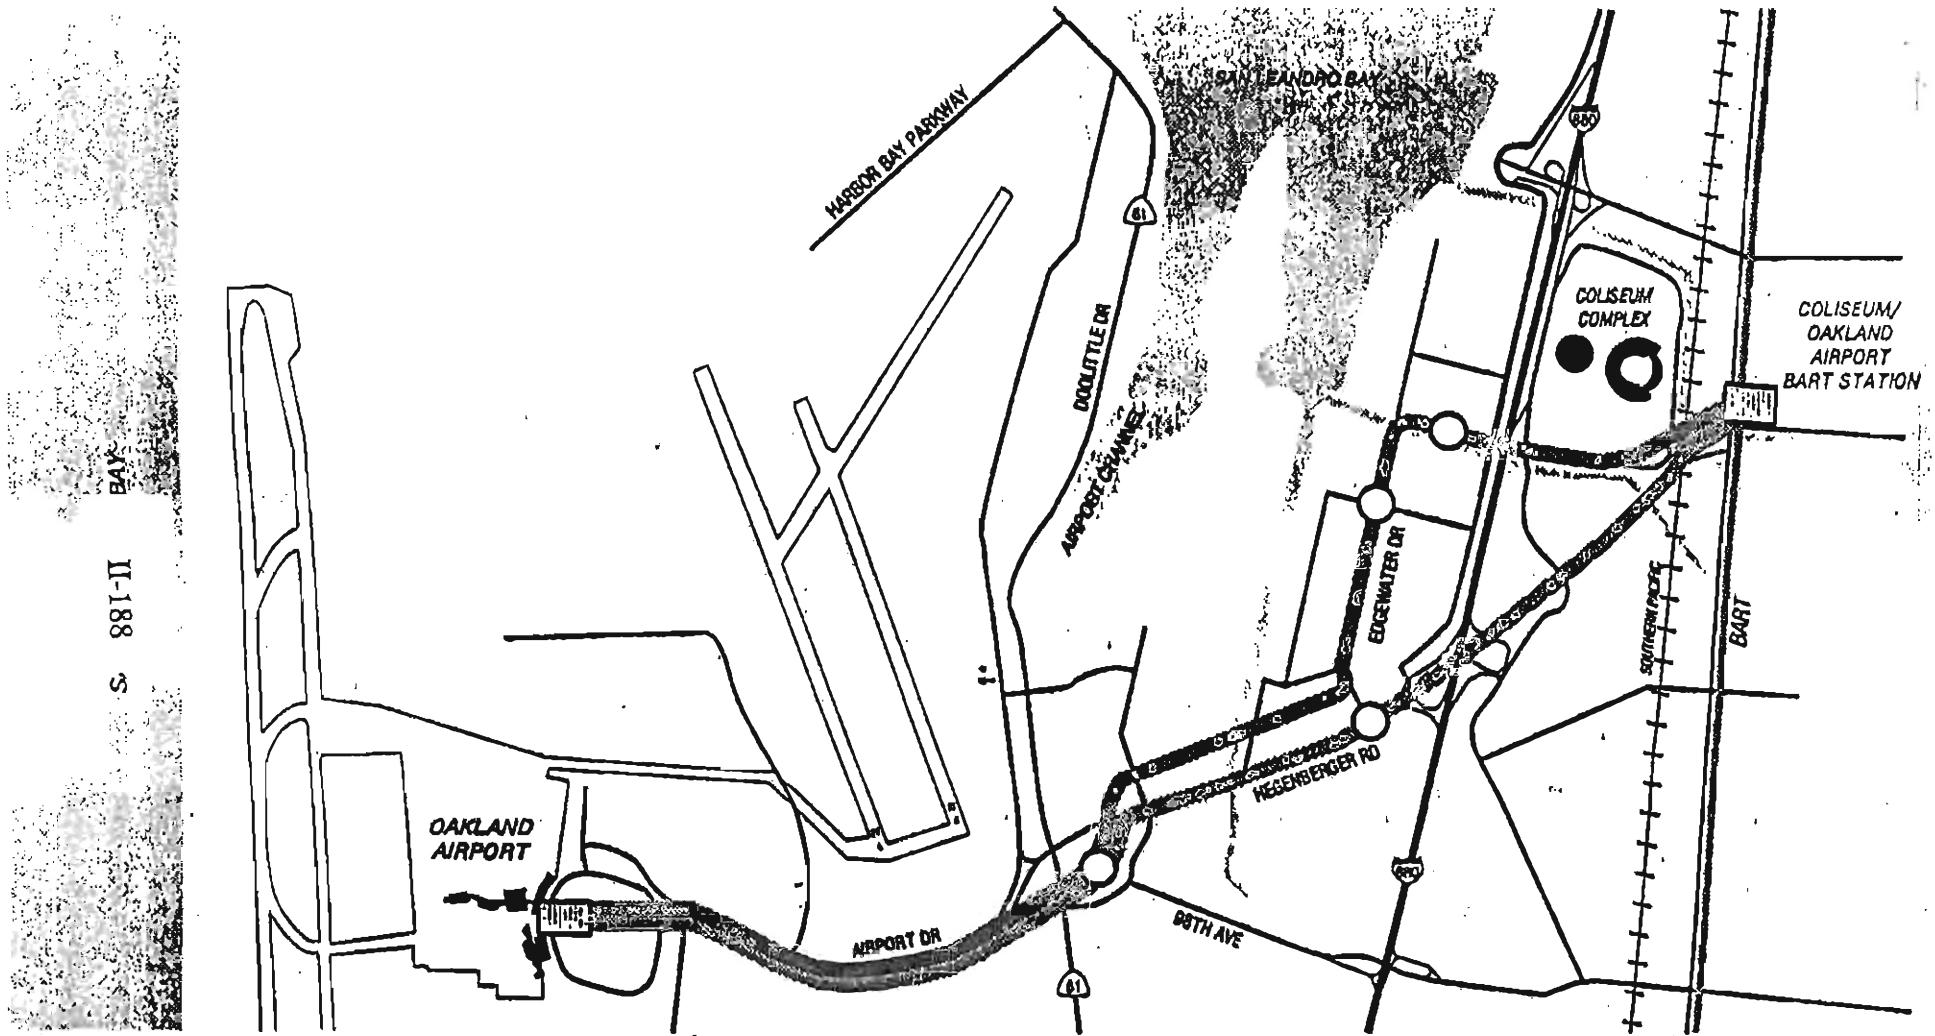 SAN LEANDRO BAY
880
HARBOR BAY PARKWAY
61
DOOLITTLE DR
AIRPORT CHANNEL
COLISEUM
COMPLEX
COLISEUM/
OAKLAND
AIRPORT
BART STATION
BAY
II-188
S
EDGEWATER DR
SOUTHERN PACIFIC
BART
HEGENBERGER RD
OAKLAND
AIRPORT
880
AIRPORT DR
98TH AVE
61